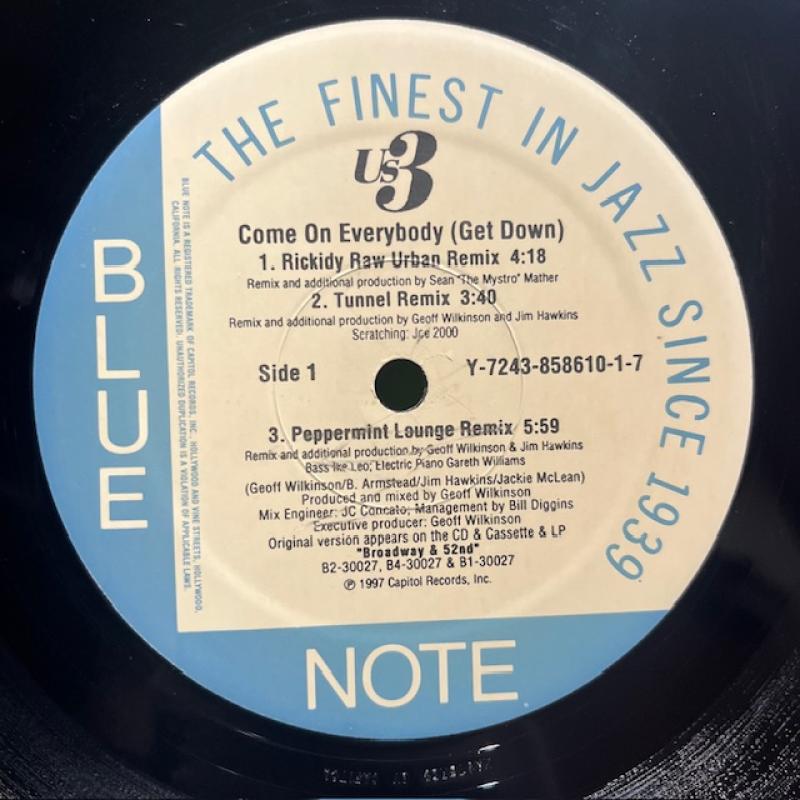 THE FINEST IN JAZZ SINCE 1939
Us3
Come On Everybody (Get Down)
1. Rickidy Raw Urban Remix 4:18
Remix and additional production by Sean "The Mystro" Mather
2. Tunnel Remix 3:40
Remix and additional production by Geoff Wilkinson and Jim Hawkins
Scratching: Jce 2000
Side 1
Y-7243-858610-1-7
3. Peppermint Lounge Remix 5:59
Remix and additional production by Geoff Wilkinson & Jim Hawkins
Bass Ike Leo; Electric Piano Gareth Williams
(Geoff Wilkinson/B. Armstead/Jim Hawkins/Jackie McLean)
Produced and mixed by Geoff Wilkinson
Mix Engineer: JC Concato; Management by Bill Diggins
Executive producer: Geoff Wilkinson
Original version appears on the CD & Cassette & LP
"Broadway & 52nd"
B2-30027, B4-30027 & B1-30027
℗ 1997 Capitol Records, Inc.
BLUE
NOTE
BLUE NOTE IS A REGISTERED TRADEMARK OF CAPITOL RECORDS, INC., HOLLYWOOD AND VINE STREETS, HOLLYWOOD,
CALIFORNIA. ALL RIGHTS RESERVED. UNAUTHORIZED DUPLICATION IS A VIOLATION OF APPLICABLE LAWS.